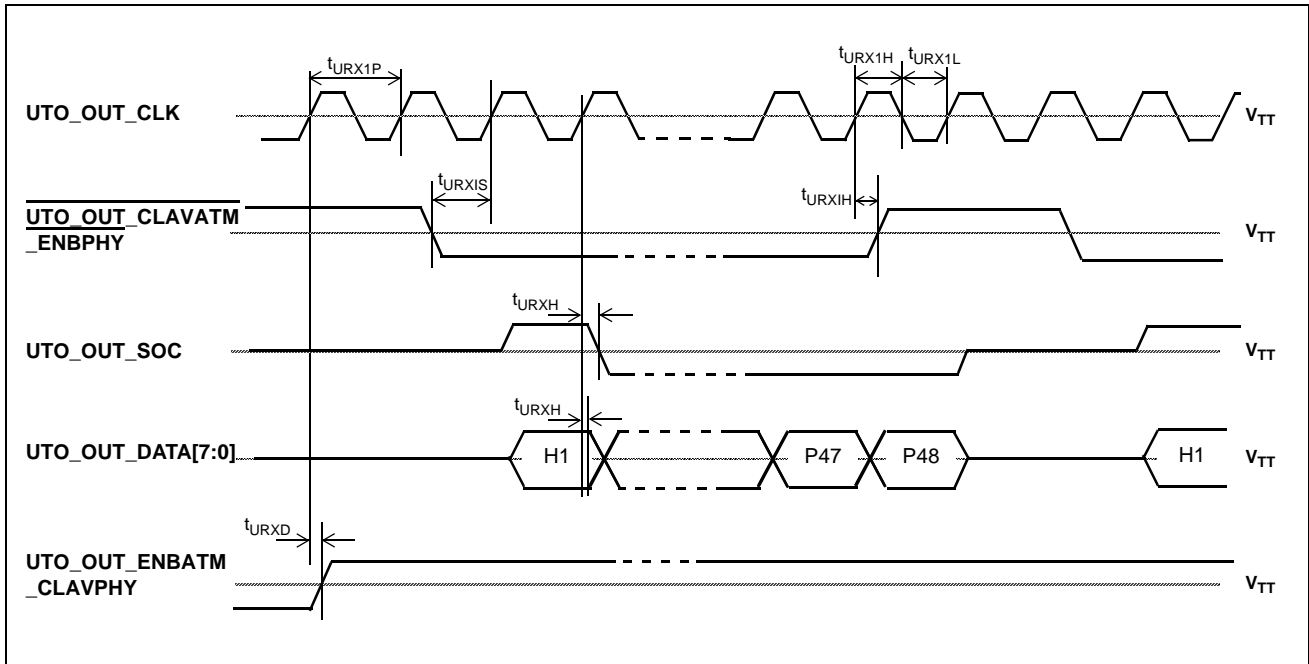 tURX1P
tURX1H tURX1L
UTO_OUT_CLK
VTT
tURXIS
tURXIH
UTO_OUT_CLAVATM
_ENBPHY
VTT
tURXH
UTO_OUT_SOC
VTT
tURXH
UTO_OUT_DATA[7:0]
H1 P47 P48 H1
VTT
tURXD
UTO_OUT_ENBATM
_CLAVPHY
VTT